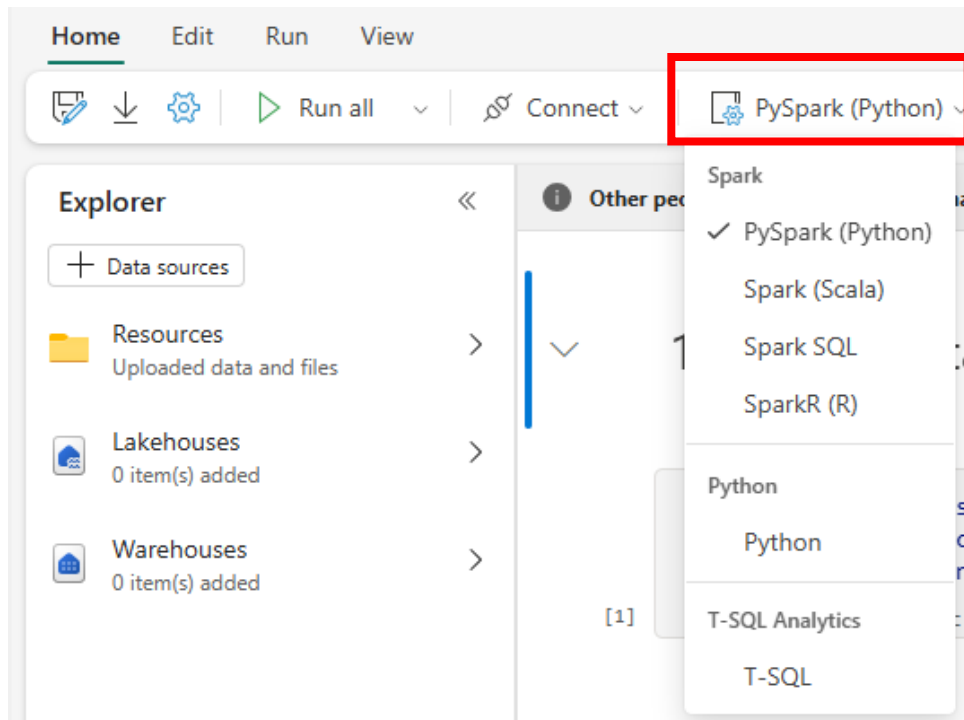 Home Edit Run View
Run all Connect PySpark (Python)
Explorer
Data sources
Resources
Uploaded data and files
Lakehouses
0 item(s) added
Warehouses
0 item(s) added
Other
[1]
Spark
PySpark (Python)
Spark (Scala)
Spark SQL
SparkR (R)
Python
Python
T-SQL Analytics
T-SQL